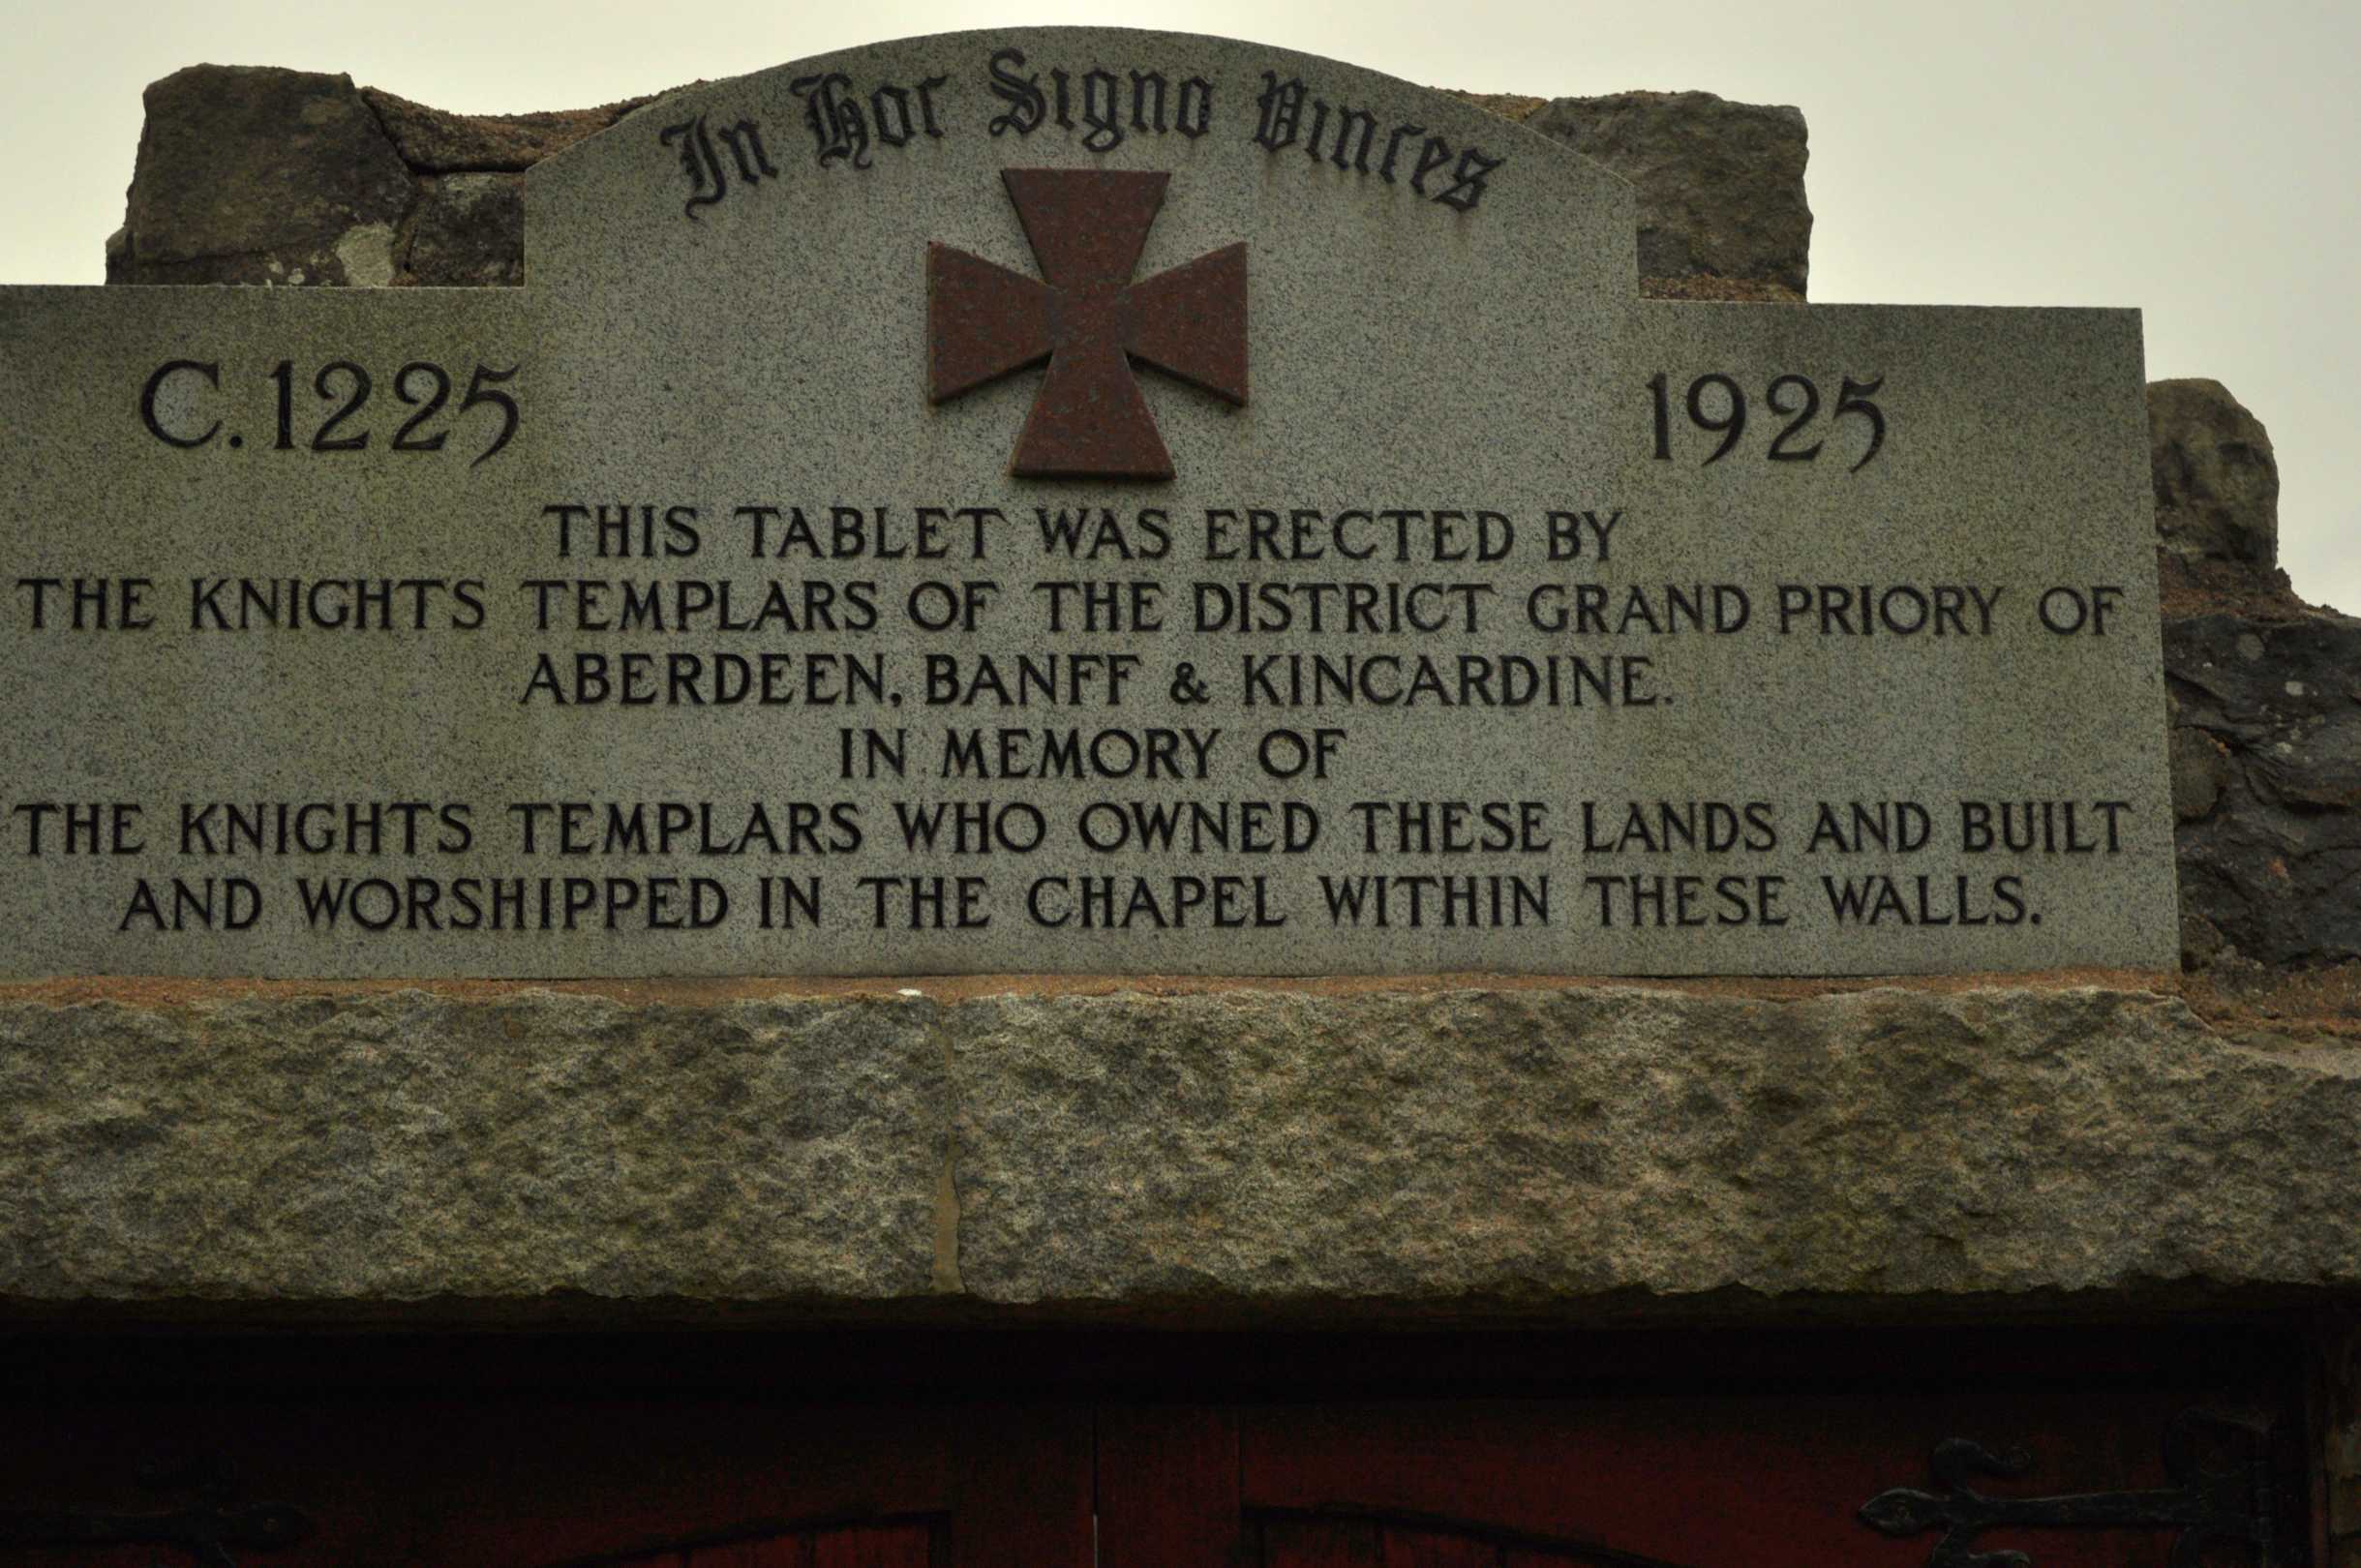 In Hoc Signo Vinces
C. 1225 1925
THIS TABLET WAS ERECTED BY
THE KNIGHTS TEMPLARS OF THE DISTRICT GRAND PRIORY OF
ABERDEEN, BANFF & KINCARDINE.
IN MEMORY OF
THE KNIGHTS TEMPLARS WHO OWNED THESE LANDS AND BUILT
AND WORSHIPPED IN THE CHAPEL WITHIN THESE WALLS.